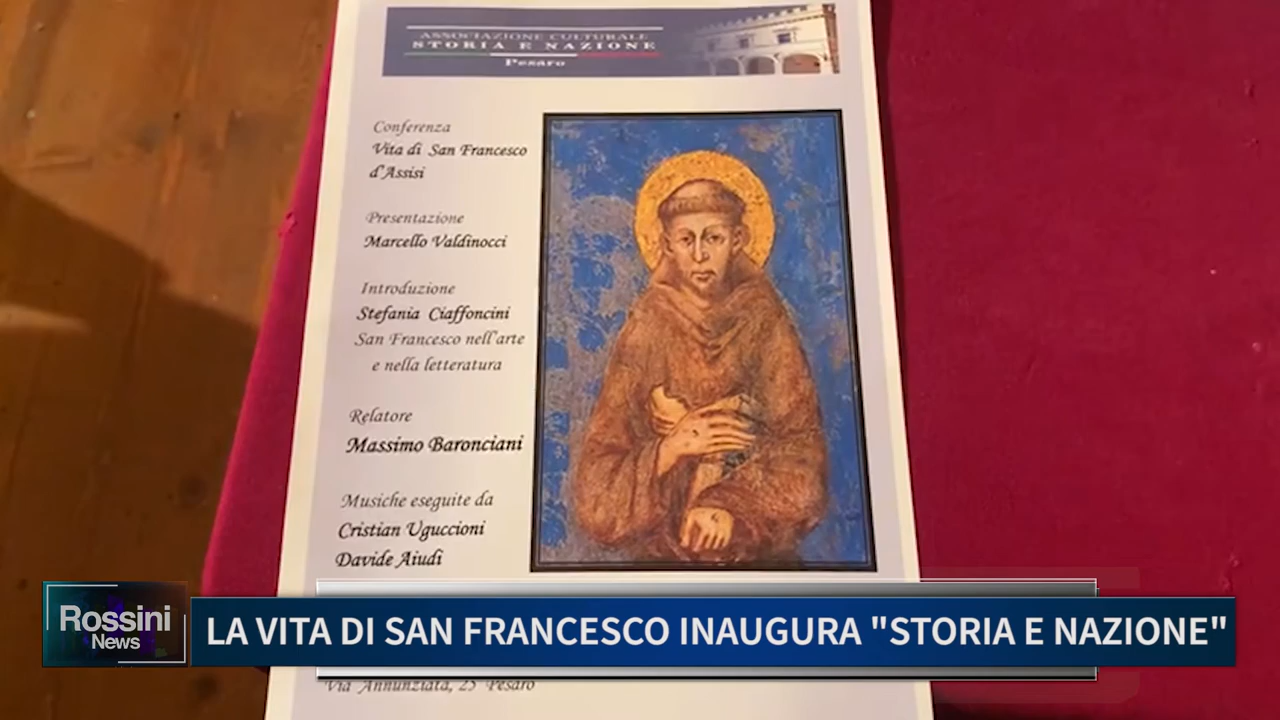 ASSOCIAZIONE CULTURALE
STORIA E NAZIONE
Pesaro
Conferenza
Vita di San Francesco
d'Assisi
Presentazione
Marcello Valdinocci
Introduzione
Stefania Ciaffoncini
San Francesco nell'arte
e nella letteratura
Relatore
Massimo Baronciani
Musiche eseguite da
Cristian Uguccioni
Davide Aiudi
Rossini
News
LA VITA DI SAN FRANCESCO INAUGURA "STORIA E NAZIONE"
Via Annunziata, 25 Pesaro